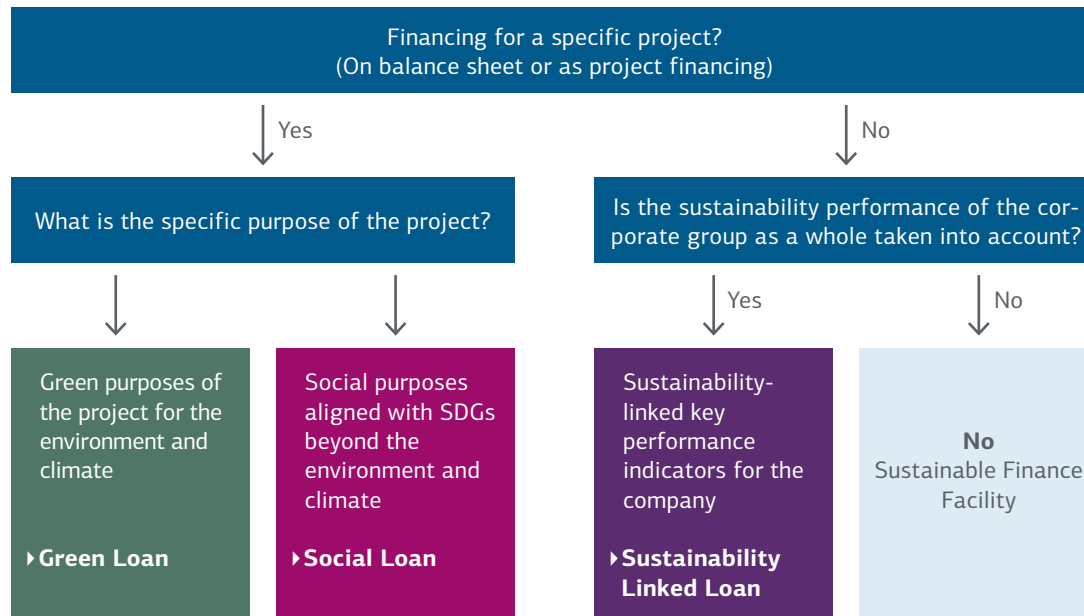 Financing for a specific project?
(On balance sheet or as project financing)
Yes
No
What is the specific purpose of the project?
Is the sustainability performance of the cor-
porate group as a whole taken into account?
Yes
No
Green purposes of
the project for the
environment and
climate
▸Green Loan
Social purposes
aligned with SDGs
beyond the
environment and
climate
▸Social Loan
Sustainability-
linked key
performance
indicators for the
company
▸Sustainability
Linked Loan
No
Sustainable Finance
Facility